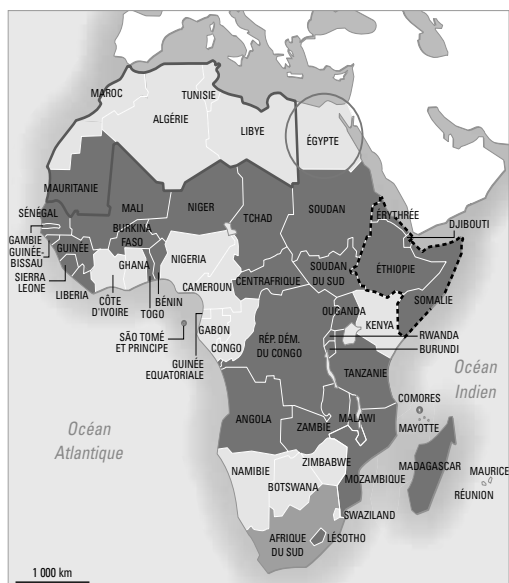 MAROC
TUNISIE
ALGÉRIE
LIBYE
ÉGYPTE
MAURITANIE
MALI
NIGER
TCHAD
SOUDAN
ÉRYTHRÉE
DJIBOUTI
SÉNÉGAL
GAMBIE
GUINÉE-
BISSAU
GUINÉE
SIERRA
LEONE
LIBERIA
BURKINA
FASO
GHANA
CÔTE
D'IVOIRE
TOGO
BÉNIN
NIGERIA
CAMEROUN
CENTRAFRIQUE
SOUDAN
DU SUD
ÉTHIOPIE
SOMALIE
OUGANDA
KENYA
RWANDA
BURUNDI
SÃO TOMÉ
ET PRINCIPE
GUINÉE
EQUATORIALE
GABON
CONGO
RÉP. DÉM.
DU CONGO
TANZANIE
Océan
Indien
COMORES
MAYOTTE
Océan
Atlantique
ANGOLA
ZAMBIE
MALAWI
MADAGASCAR
MAURICE
RÉUNION
NAMIBIE
ZIMBABWE
BOTSWANA
MOZAMBIQUE
SWAZILAND
AFRIQUE
DU SUD
LÉSOTHO
1 000 km